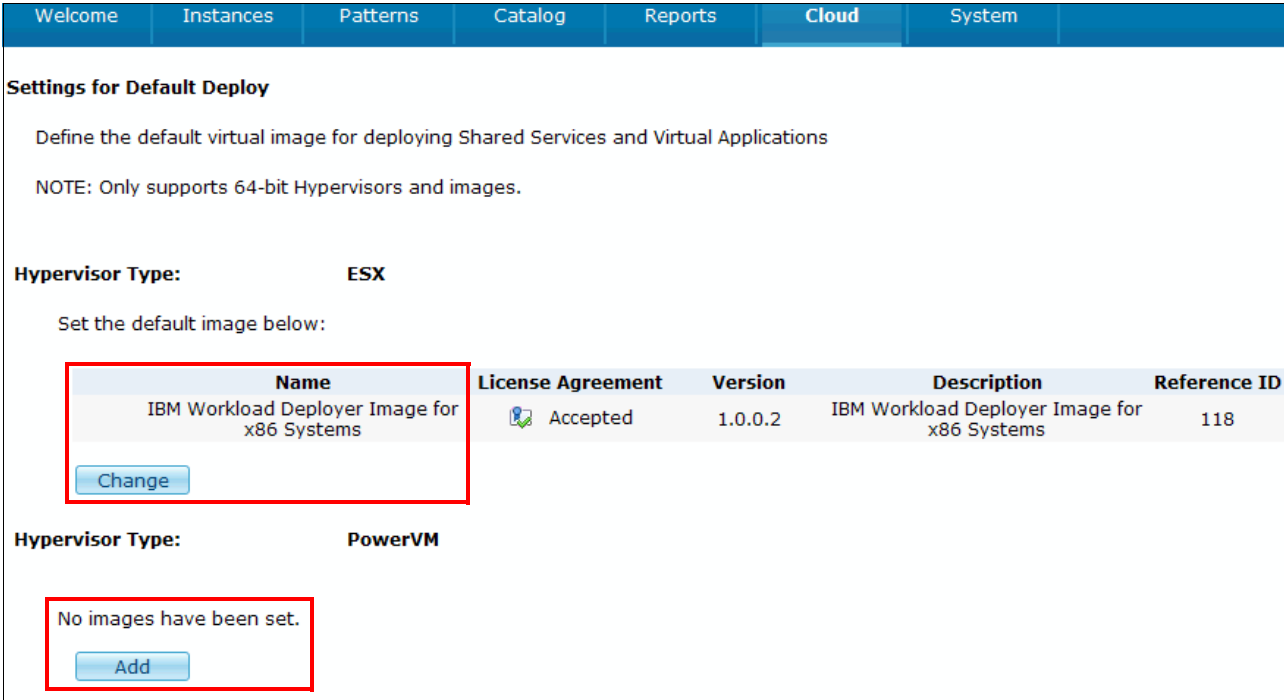 Welcome Instances Patterns Catalog Reports Cloud System
Settings for Default Deploy
Define the default virtual image for deploying Shared Services and Virtual Applications
NOTE: Only supports 64-bit Hypervisors and images.
Hypervisor Type: ESX
Set the default image below:
Name License Agreement Version Description Reference ID
IBM Workload Deployer Image for x86 Systems Accepted 1.0.0.2 IBM Workload Deployer Image for x86 Systems 118
Change
Hypervisor Type: PowerVM
No images have been set.
Add